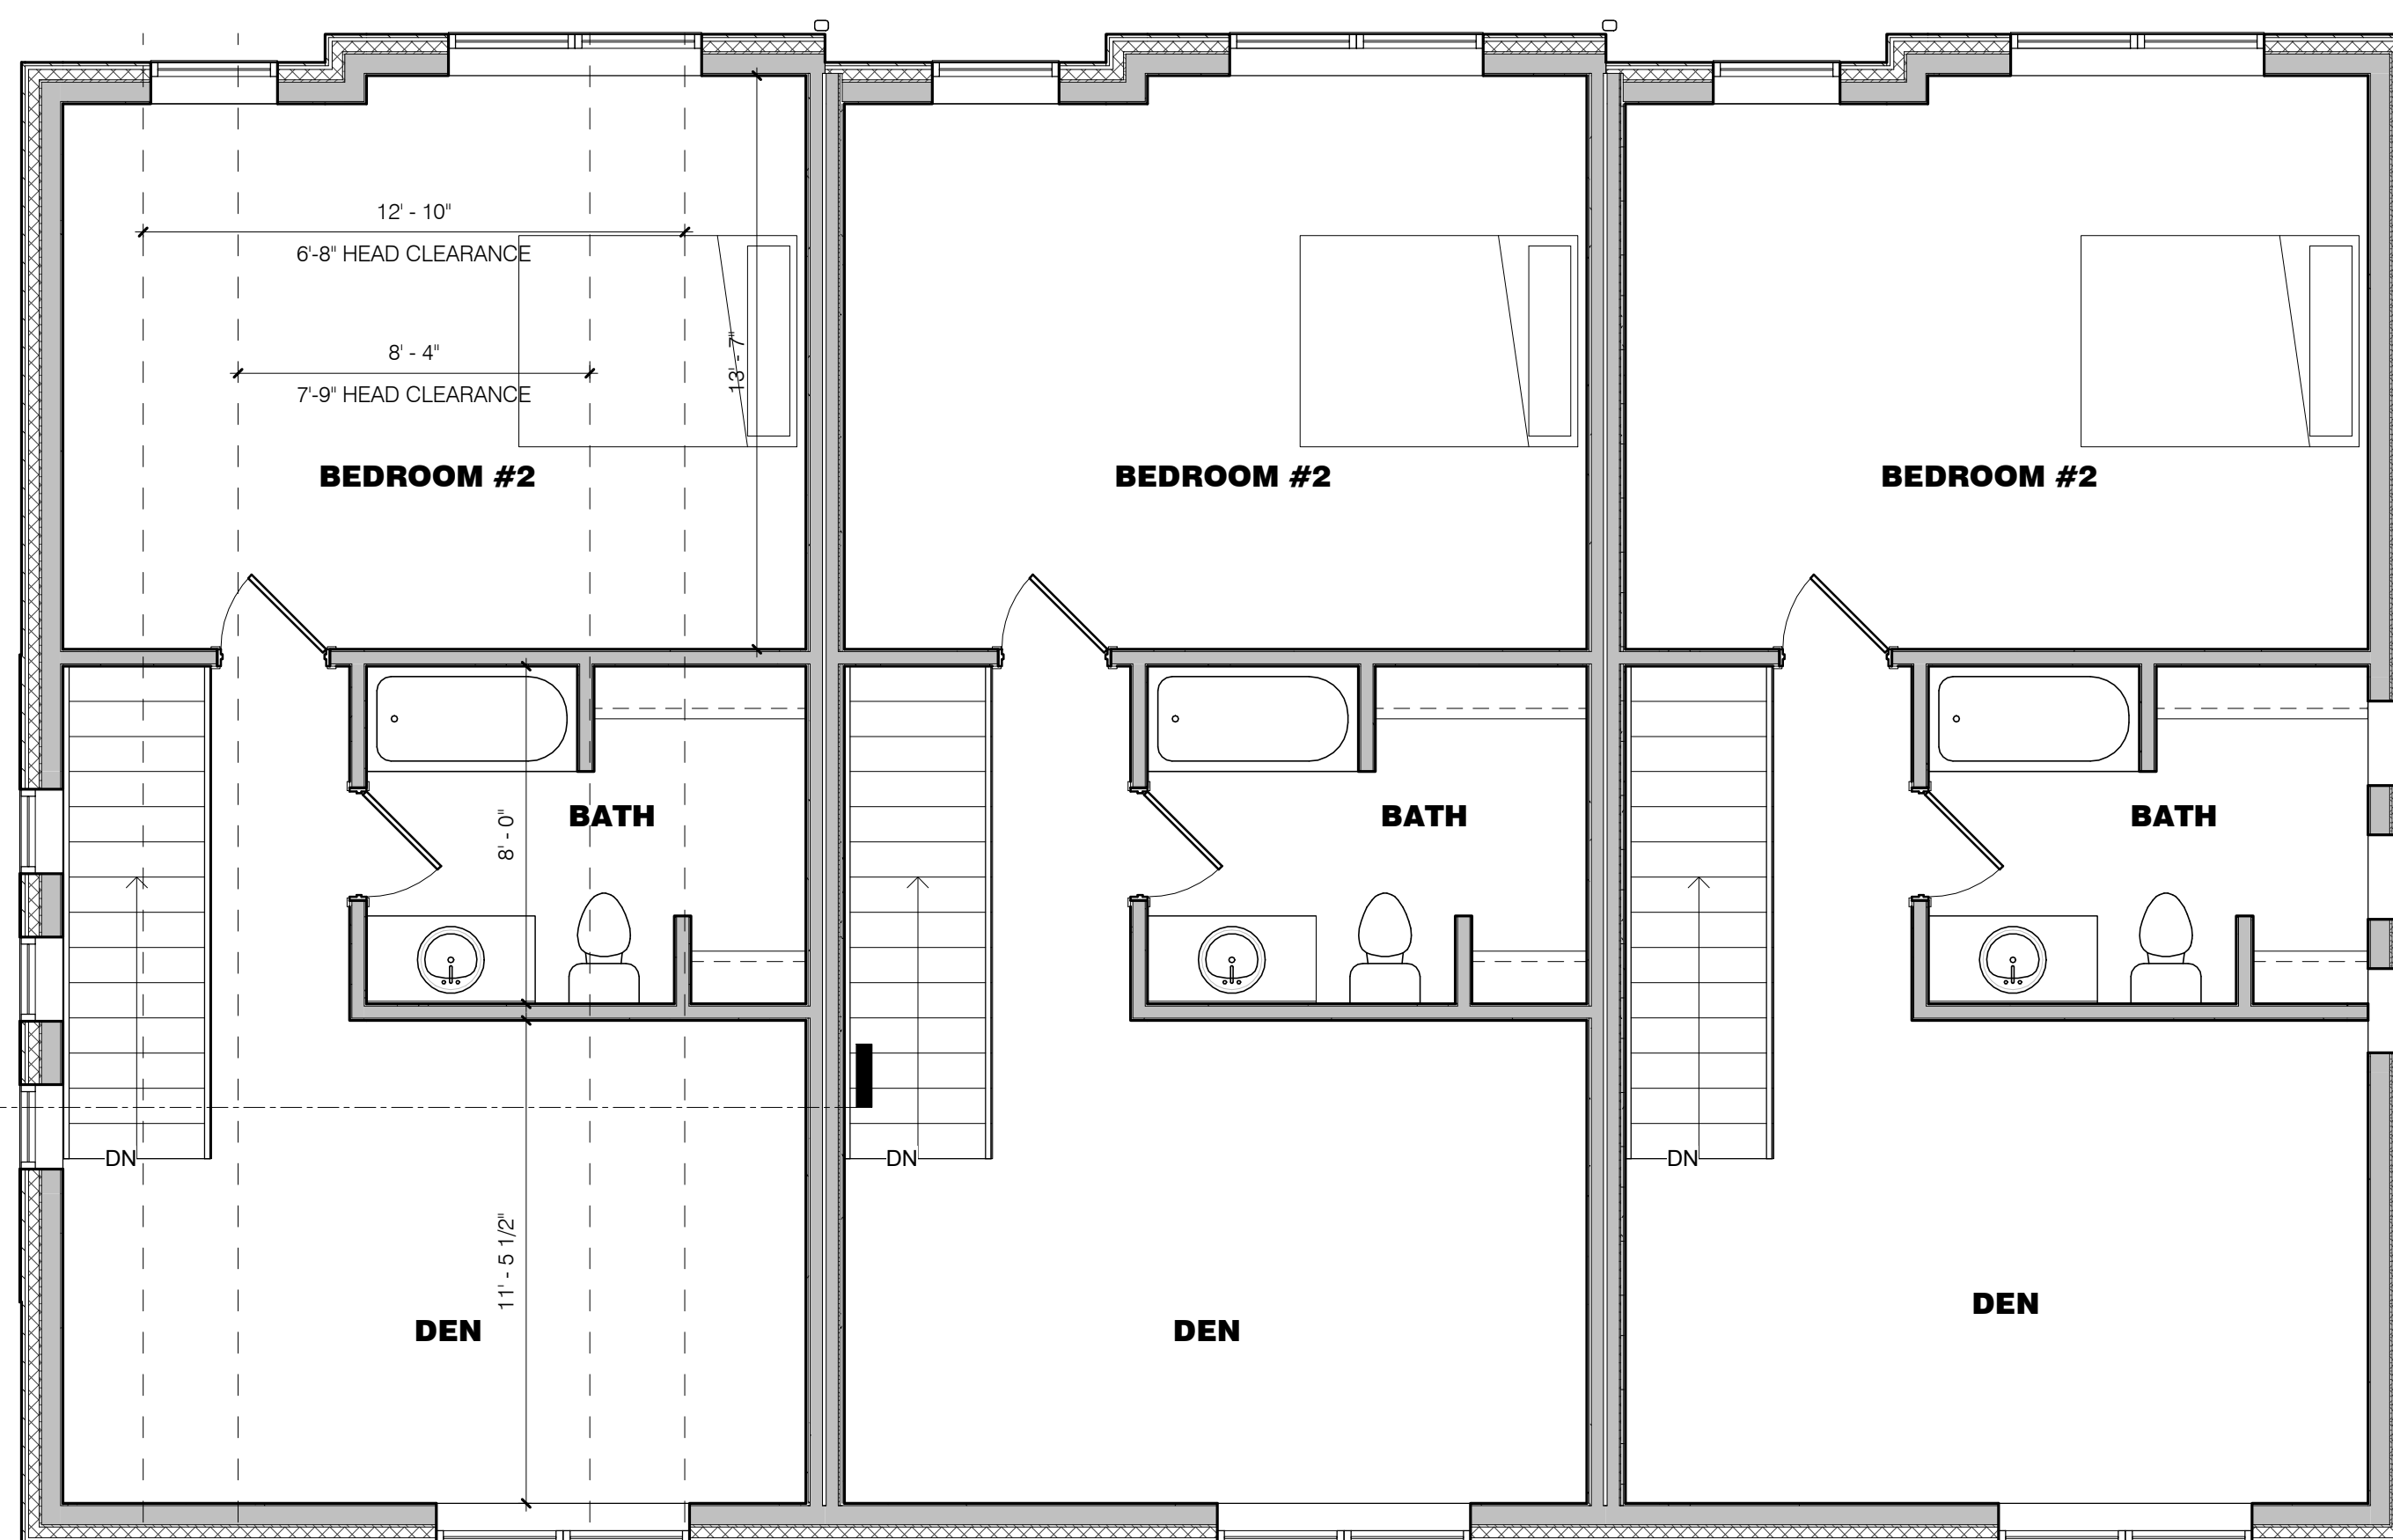 12' - 10"
6'-8" HEAD CLEARANCE
8' - 4"
7'-9" HEAD CLEARANCE
13' - 7"
BEDROOM #2
BEDROOM #2
BEDROOM #2
8' - 0"
BATH
BATH
BATH
DN
DN
DN
11' - 5 1/2"
DEN
DEN
DEN